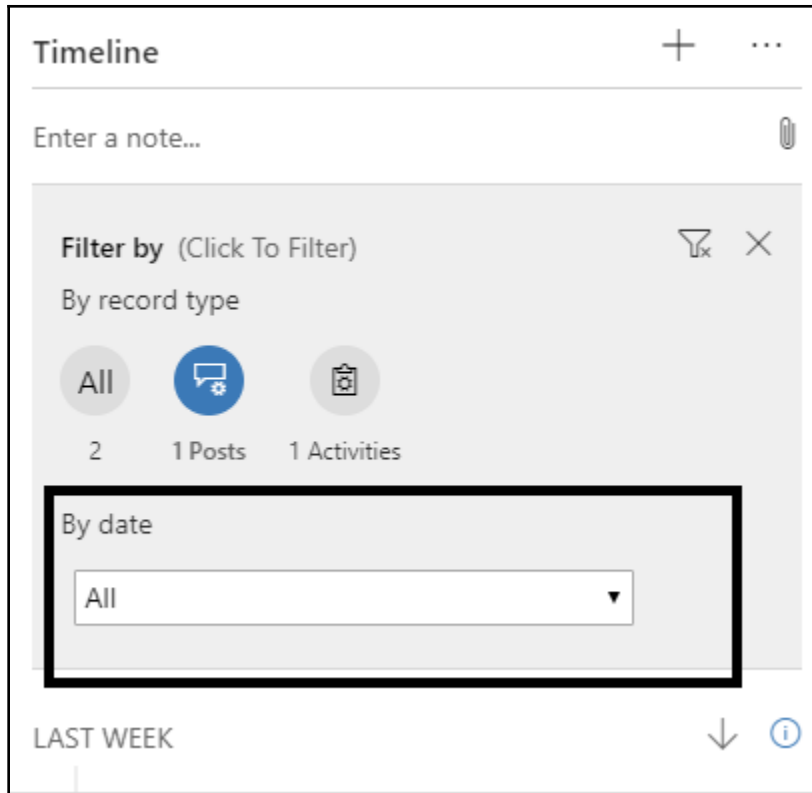 Timeline
Enter a note...
Filter by (Click To Filter)
By record type
All
2 1 Posts 1 Activities
By date
All
LAST WEEK